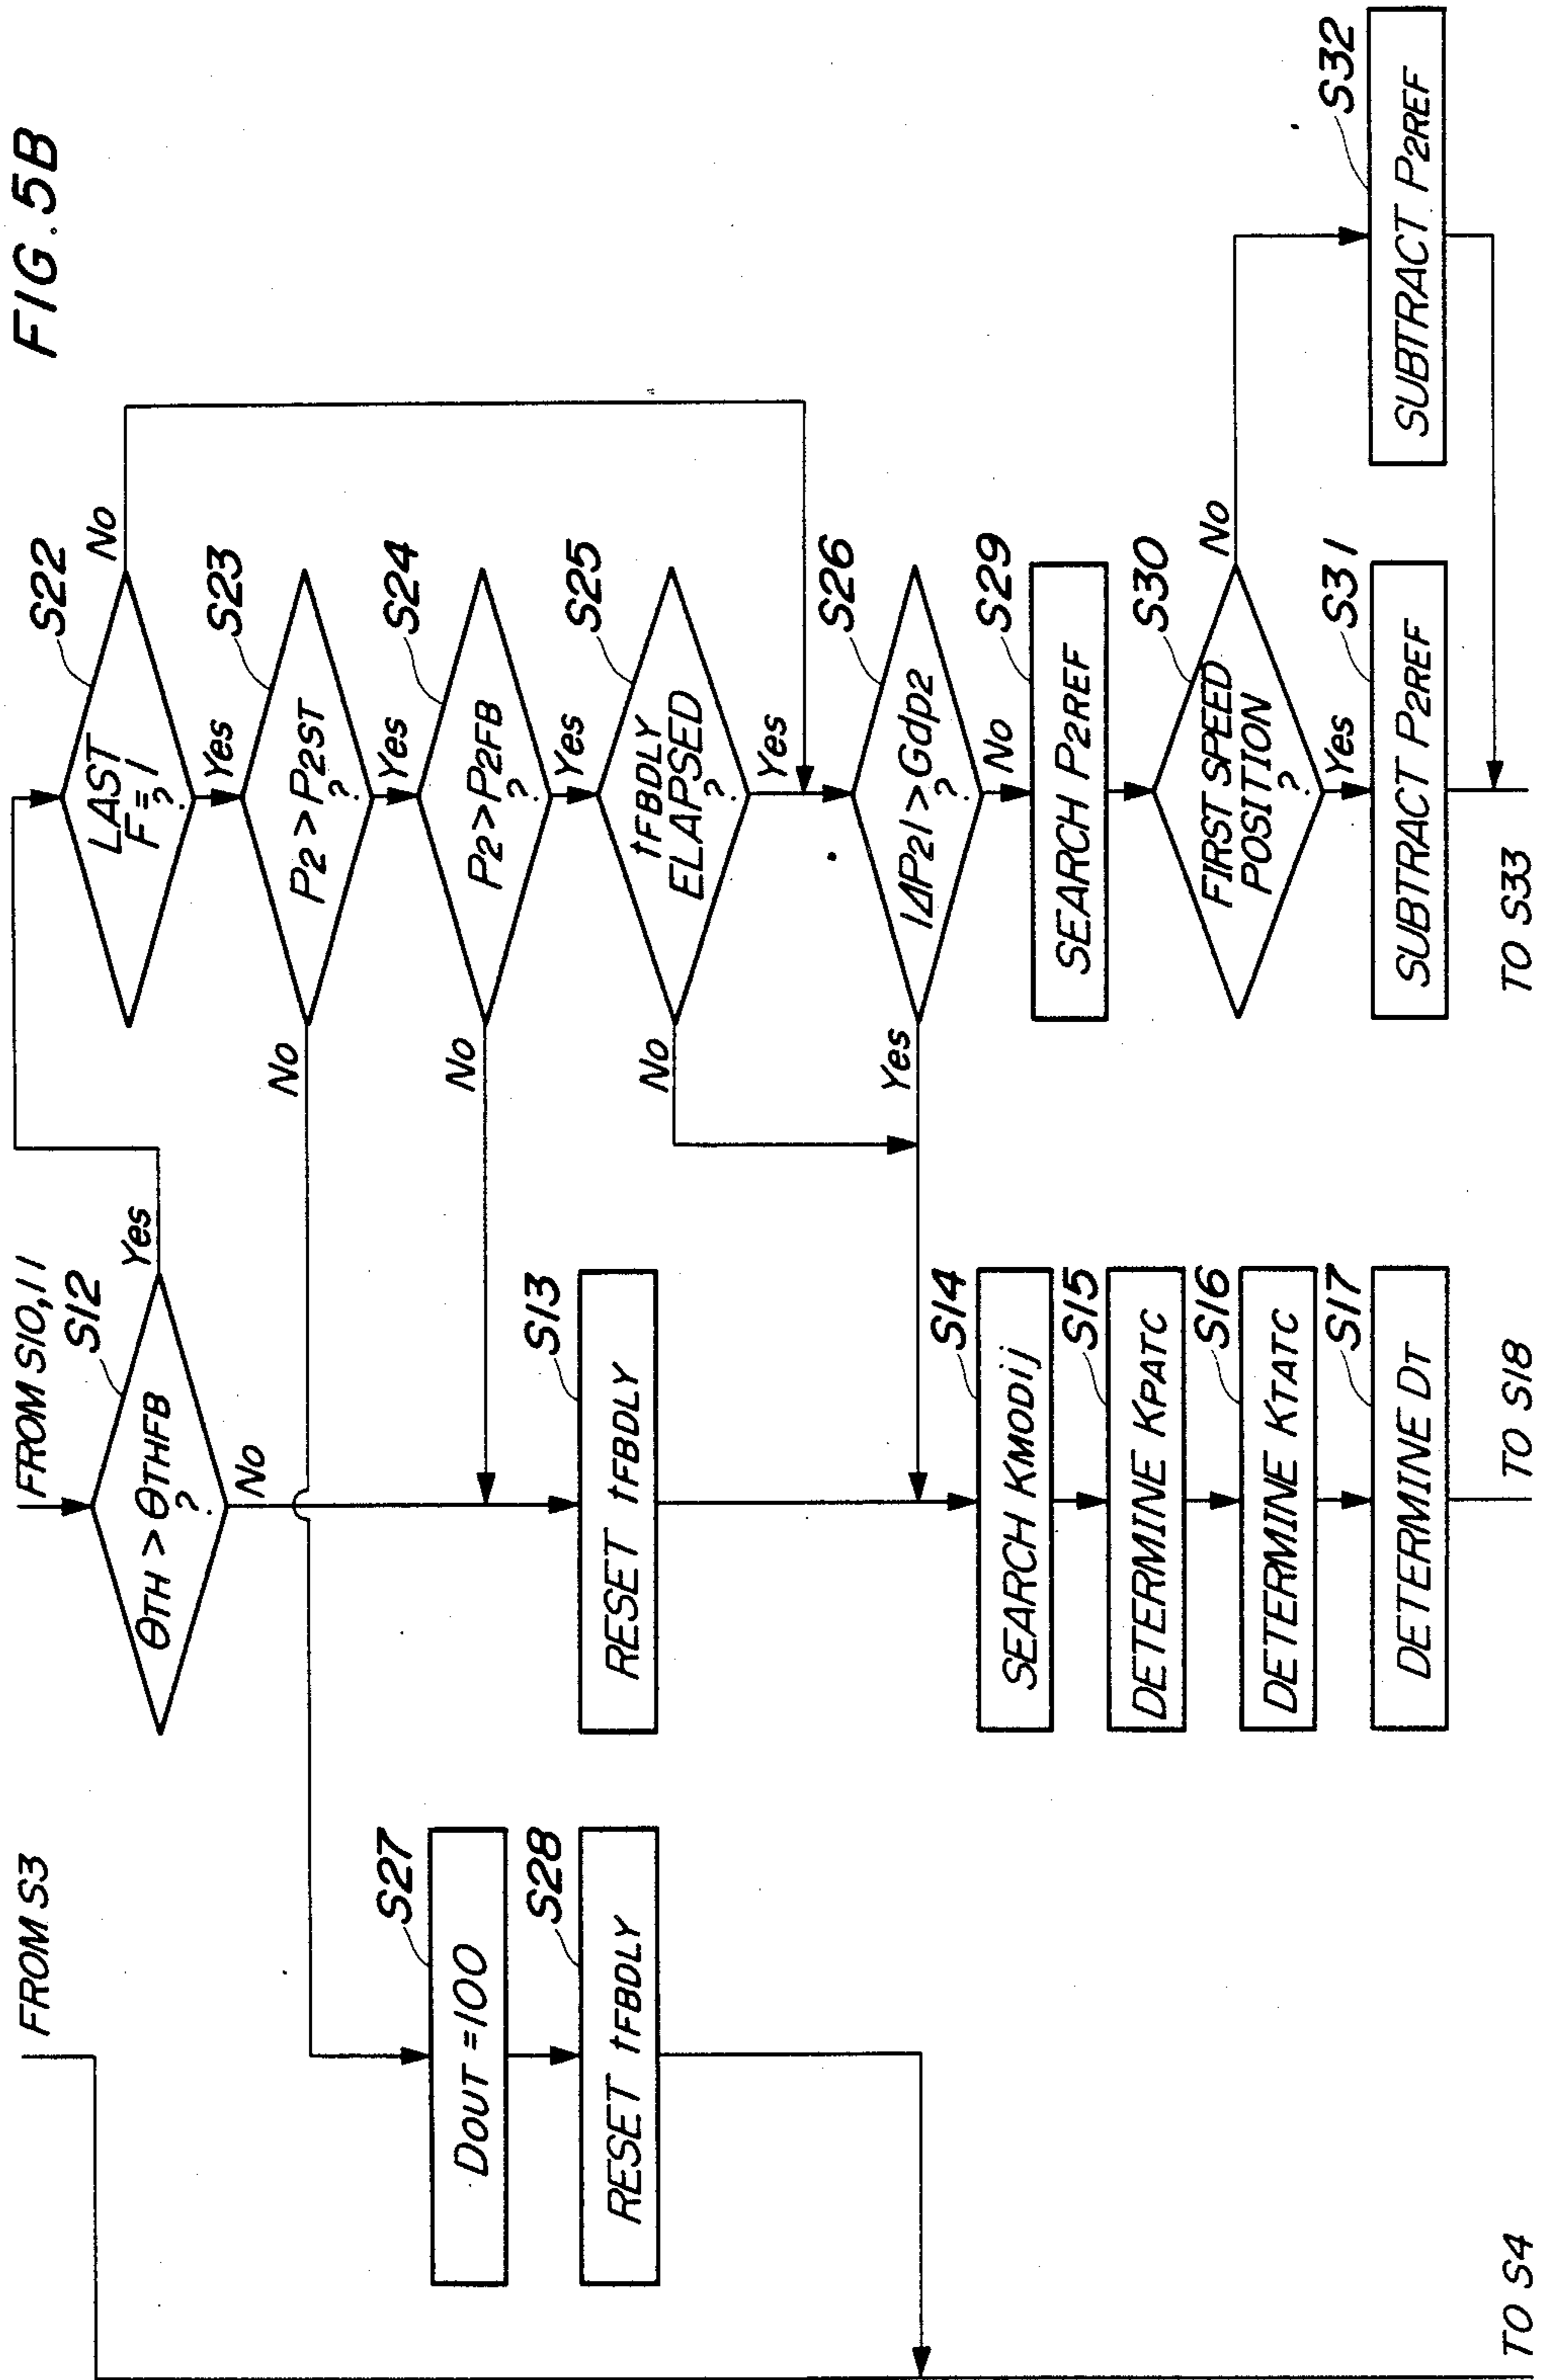 FIG. 5B
FROM S3
FROM S10, 11
S12
θTH > θTHFB
?
Yes
No
S22
LAST
F = 1
?
No
Yes
S23
P2 > P2ST
?
No
Yes
S24
P2 > P2FB
?
No
Yes
S25
tFBDLY
ELAPSED
?
No
Yes
S26
|ΔP2| > Gdp2
?
Yes
No
S27
DOUT = 100
S28
RESET tFBDLY
S13
RESET tFBDLY
S14
SEARCH KMODij
S15
DETERMINE KPATC
S16
DETERMINE KTATC
S17
DETERMINE DT
S29
SEARCH P2REF
S30
FIRST SPEED
POSITION
?
No
Yes
S31
SUBTRACT P2REF
S32
SUBTRACT P2REF
TO S4
TO S18
TO S33